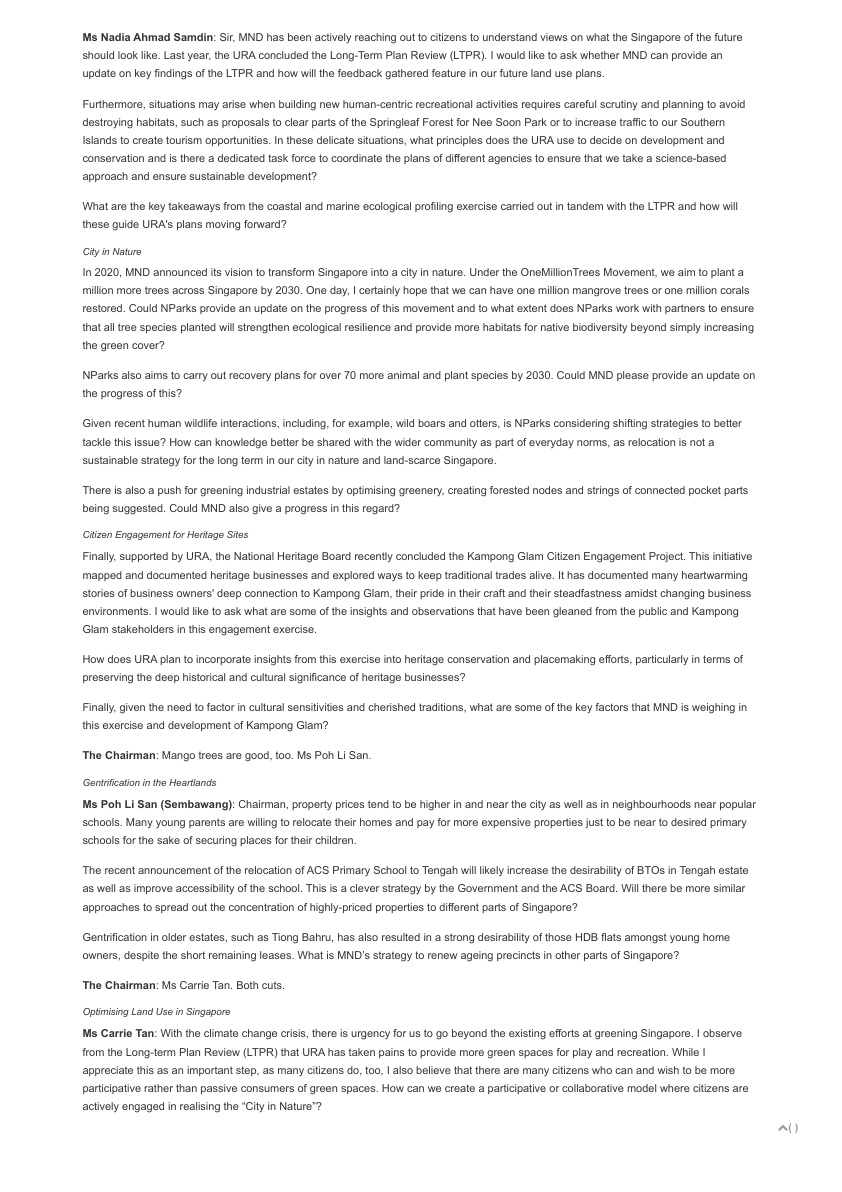 Ms Nadia Ahmad Samdin: Sir, MND has been actively reaching out to citizens to understand views on what the Singapore of the future
should look like. Last year, the URA concluded the Long-Term Plan Review (LTPR). I would like to ask whether MND can provide an
update on key findings of the LTPR and how will the feedback gathered feature in our future land use plans.
Furthermore, situations may arise when building new human-centric recreational activities requires careful scrutiny and planning to avoid
destroying habitats, such as proposals to clear parts of the Springleaf Forest for Nee Soon Park or to increase traffic to our Southern
Islands to create tourism opportunities. In these delicate situations, what principles does the URA use to decide on development and
conservation and is there a dedicated task force to coordinate the plans of different agencies to ensure that we take a science-based
approach and ensure sustainable development?
What are the key takeaways from the coastal and marine ecological profiling exercise carried out in tandem with the LTPR and how will
these guide URA's plans moving forward?
City in Nature
In 2020, MND announced its vision to transform Singapore into a city in nature. Under the OneMillionTrees Movement, we aim to plant a
million more trees across Singapore by 2030. One day, I certainly hope that we can have one million mangrove trees or one million corals
restored. Could NParks provide an update on the progress of this movement and to what extent does NParks work with partners to ensure
that all tree species planted will strengthen ecological resilience and provide more habitats for native biodiversity beyond simply increasing
the green cover?
NParks also aims to carry out recovery plans for over 70 more animal and plant species by 2030. Could MND please provide an update on
the progress of this?
Given recent human wildlife interactions, including, for example, wild boars and otters, is NParks considering shifting strategies to better
tackle this issue? How can knowledge better be shared with the wider community as part of everyday norms, as relocation is not a
sustainable strategy for the long term in our city in nature and land-scarce Singapore.
There is also a push for greening industrial estates by optimising greenery, creating forested nodes and strings of connected pocket parts
being suggested. Could MND also give a progress in this regard?
Citizen Engagement for Heritage Sites
Finally, supported by URA, the National Heritage Board recently concluded the Kampong Glam Citizen Engagement Project. This initiative
mapped and documented heritage businesses and explored ways to keep traditional trades alive. It has documented many heartwarming
stories of business owners' deep connection to Kampong Glam, their pride in their craft and their steadfastness amidst changing business
environments. I would like to ask what are some of the insights and observations that have been gleaned from the public and Kampong
Glam stakeholders in this engagement exercise.
How does URA plan to incorporate insights from this exercise into heritage conservation and placemaking efforts, particularly in terms of
preserving the deep historical and cultural significance of heritage businesses?
Finally, given the need to factor in cultural sensitivities and cherished traditions, what are some of the key factors that MND is weighing in
this exercise and development of Kampong Glam?
The Chairman: Mango trees are good, too. Ms Poh Li San.
Gentrification in the Heartlands
Ms Poh Li San (Sembawang): Chairman, property prices tend to be higher in and near the city as well as in neighbourhoods near popular
schools. Many young parents are willing to relocate their homes and pay for more expensive properties just to be near to desired primary
schools for the sake of securing places for their children.
The recent announcement of the relocation of ACS Primary School to Tengah will likely increase the desirability of BTOs in Tengah estate
as well as improve accessibility of the school. This is a clever strategy by the Government and the ACS Board. Will there be more similar
approaches to spread out the concentration of highly-priced properties to different parts of Singapore?
Gentrification in older estates, such as Tiong Bahru, has also resulted in a strong desirability of those HDB flats amongst young home
owners, despite the short remaining leases. What is MND’s strategy to renew ageing precincts in other parts of Singapore?
The Chairman: Ms Carrie Tan. Both cuts.
Optimising Land Use in Singapore
Ms Carrie Tan: With the climate change crisis, there is urgency for us to go beyond the existing efforts at greening Singapore. I observe
from the Long-term Plan Review (LTPR) that URA has taken pains to provide more green spaces for play and recreation. While I
appreciate this as an important step, as many citizens do, too, I also believe that there are many citizens who can and wish to be more
participative rather than passive consumers of green spaces. How can we create a participative or collaborative model where citizens are
actively engaged in realising the “City in Nature”?
( )